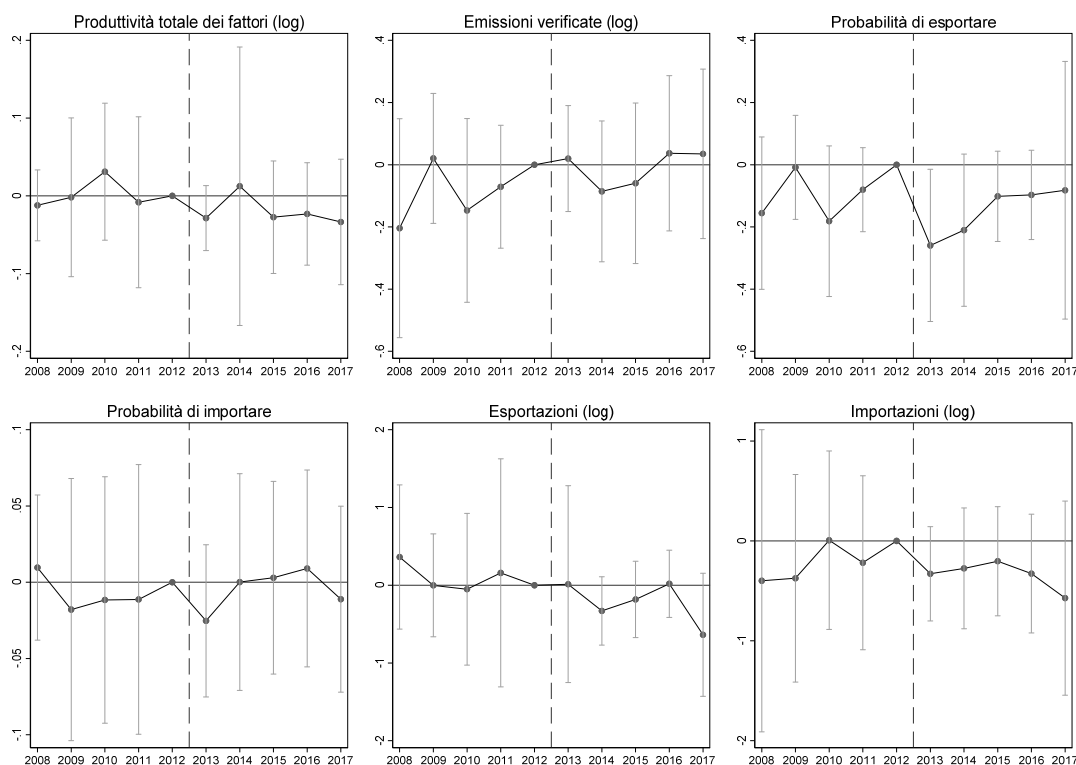 Produttività totale dei fattori (log)
.2
.1
0
-.1
-.2
2008 2009 2010 2011 2012 2013 2014 2015 2016 2017
Emissioni verificate (log)
.4
.2
0
-.2
-.4
-.6
2008 2009 2010 2011 2012 2013 2014 2015 2016 2017
Probabilità di esportare
.4
.2
0
-.2
-.4
-.6
2008 2009 2010 2011 2012 2013 2014 2015 2016 2017
Probabilità di importare
.1
.05
0
-.05
-.1
2008 2009 2010 2011 2012 2013 2014 2015 2016 2017
Esportazioni (log)
2
1
0
-1
-2
2008 2009 2010 2011 2012 2013 2014 2015 2016 2017
Importazioni (log)
1
0
-1
-2
2008 2009 2010 2011 2012 2013 2014 2015 2016 2017